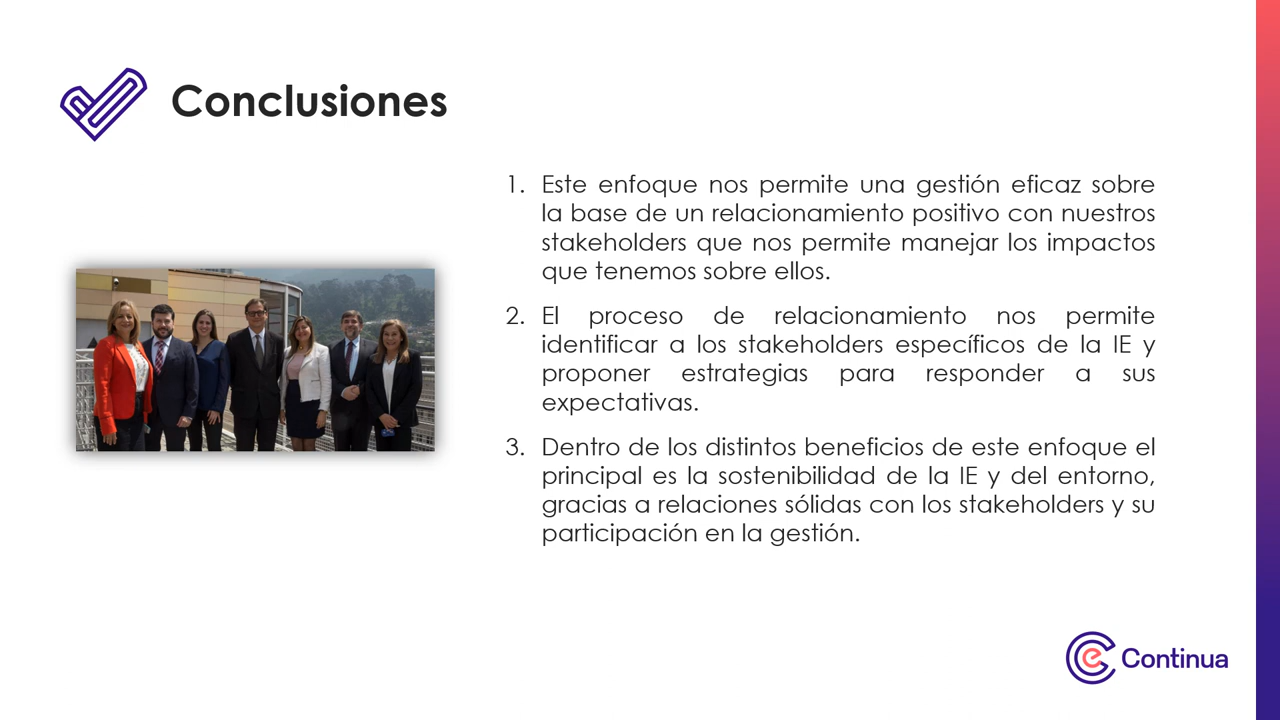 Conclusiones
1. Este enfoque nos permite una gestión eficaz sobre
la base de un relacionamiento positivo con nuestros
stakeholders que nos permite manejar los impactos
que tenemos sobre ellos.
2. El proceso de relacionamiento nos permite
identificar a los stakeholders específicos de la IE y
proponer estrategias para responder a sus
expectativas.
3. Dentro de los distintos beneficios de este enfoque el
principal es la sostenibilidad de la IE y del entorno,
gracias a relaciones sólidas con los stakeholders y su
participación en la gestión.
Continua